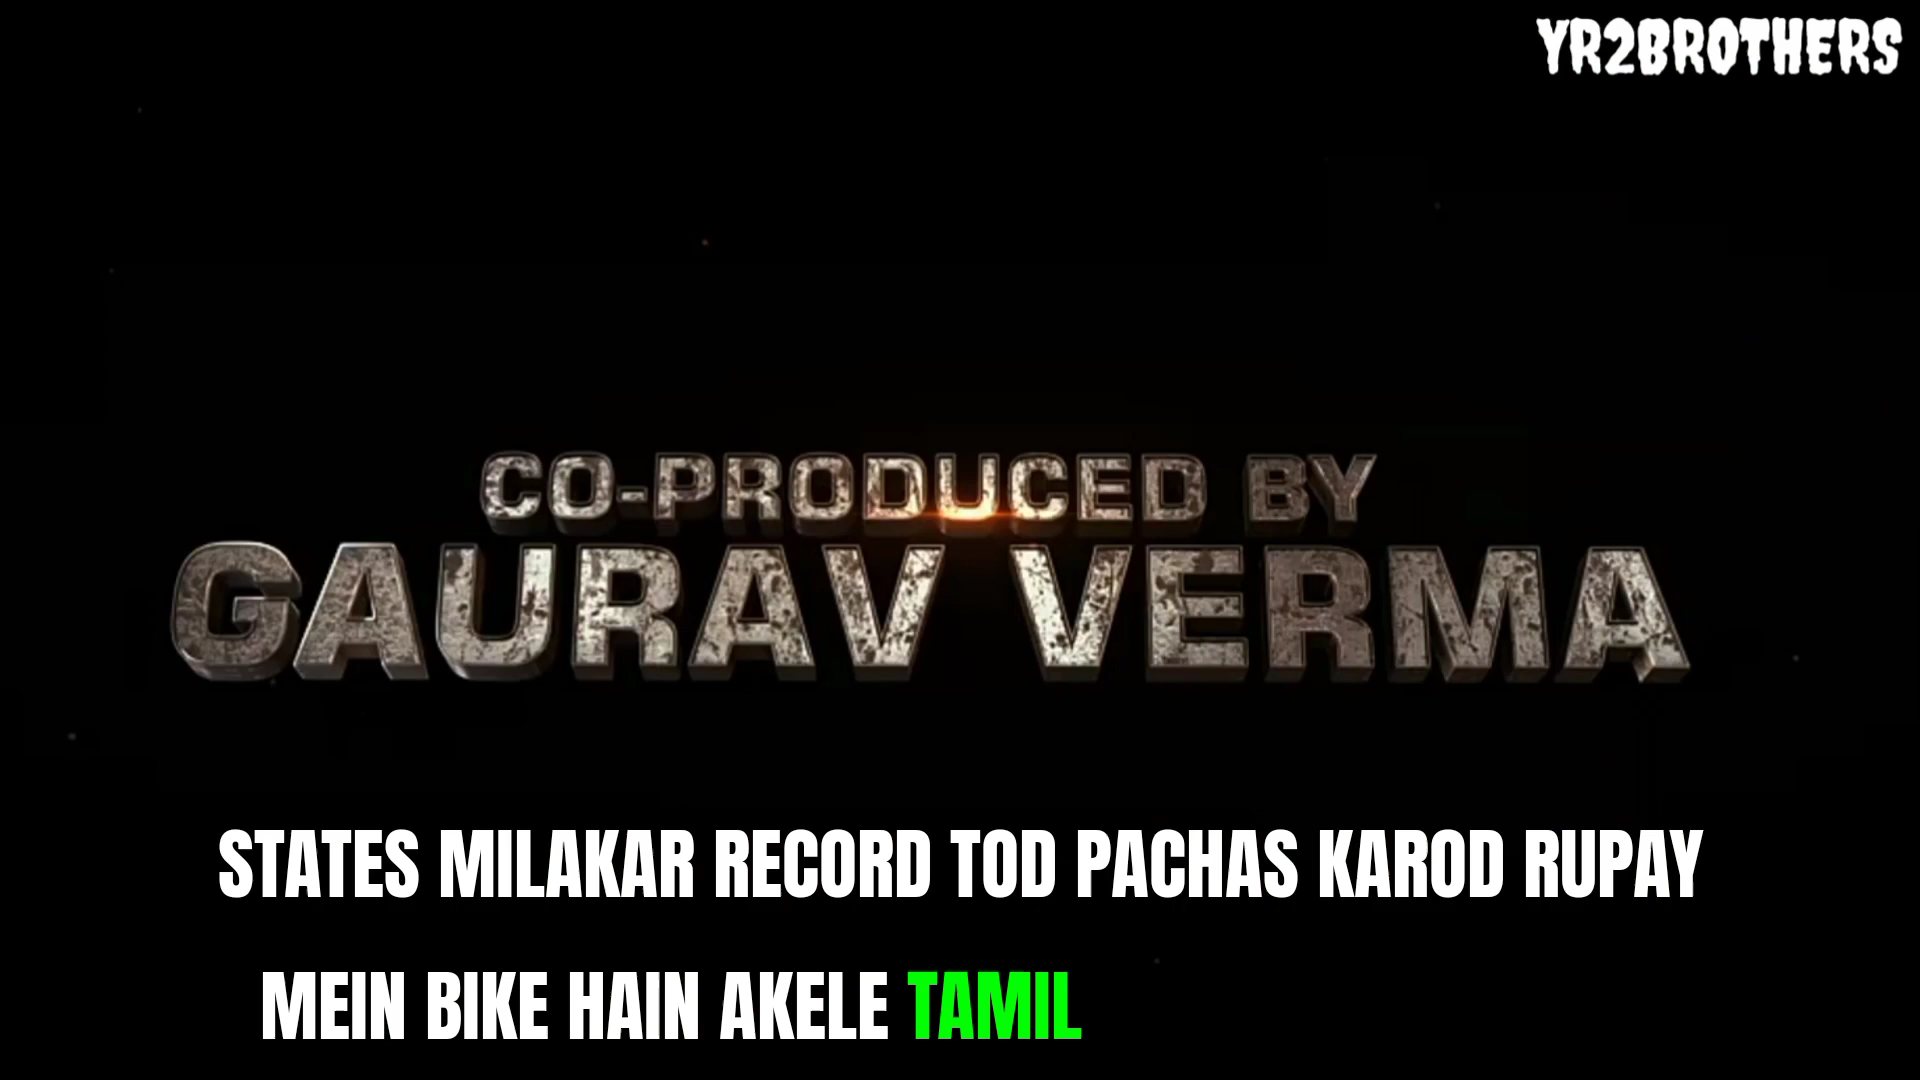 YR2BROTHERS
CO-PRODUCED BY
GAURAV VERMA
STATES MILAKAR RECORD TOD PACHAS KAROD RUPAY
MEIN BIKE HAIN AKELE TAMIL